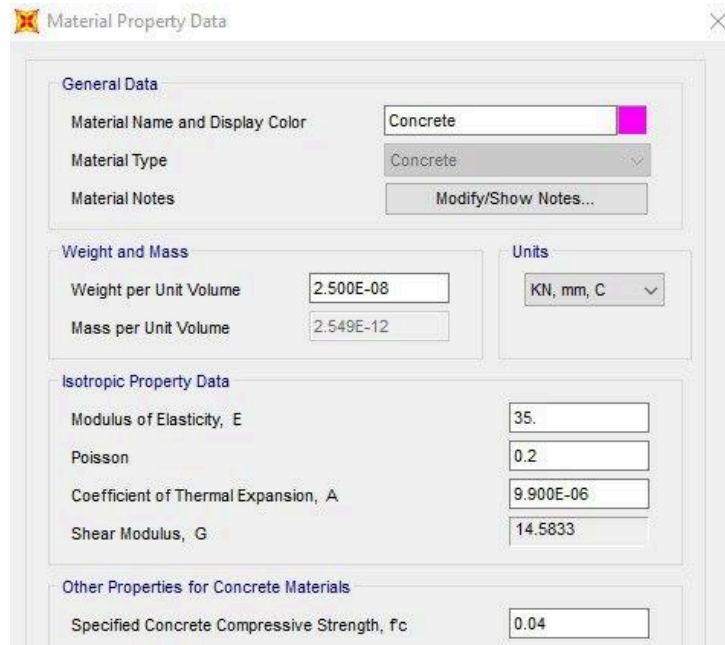 Material Property Data
General Data
Material Name and Display Color Concrete
Material Type Concrete
Material Notes Modify/Show Notes...
Weight and Mass
Weight per Unit Volume 2.500E-08
Mass per Unit Volume 2.549E-12
Units
KN, mm, C
Isotropic Property Data
Modulus of Elasticity, E 35.
Poisson 0.2
Coefficient of Thermal Expansion, A 9.900E-06
Shear Modulus, G 14.5833
Other Properties for Concrete Materials
Specified Concrete Compressive Strength, f'c 0.04